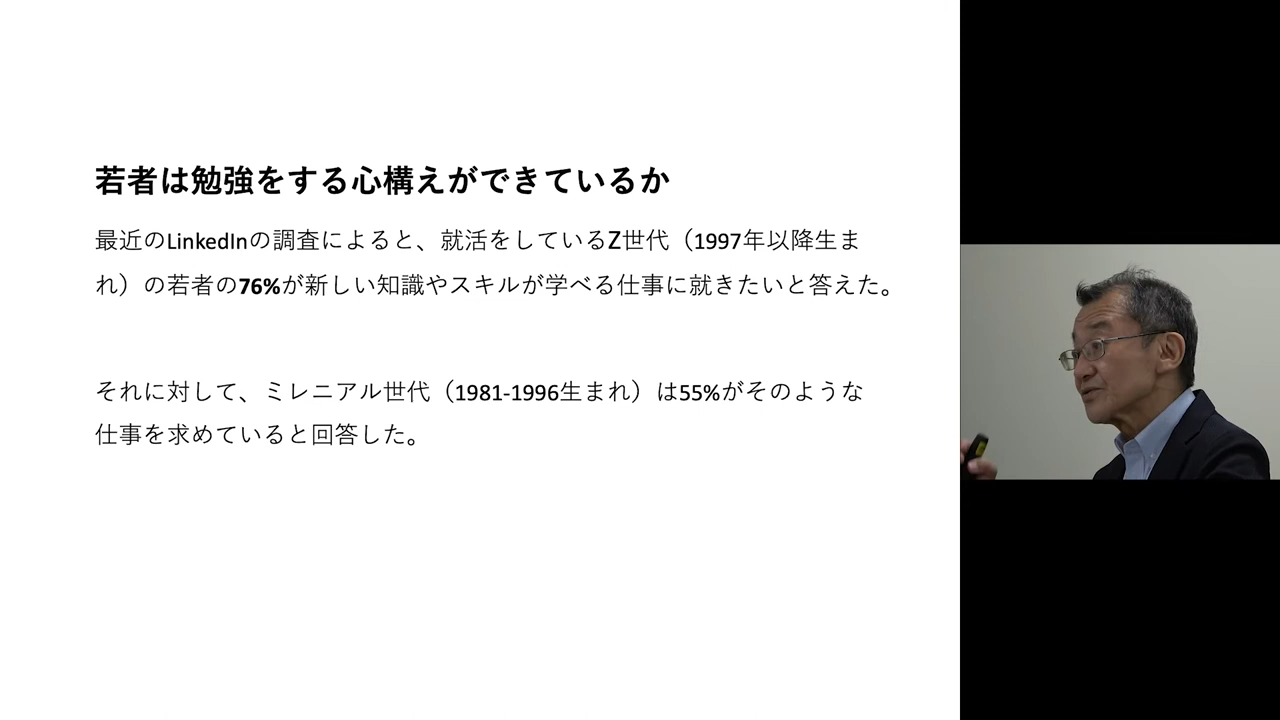 若者は勉強をする心構えができているか
最近のLinkedInの調査によると、就活をしているZ世代（1997年以降生ま
れ）の若者の76%が新しい知識やスキルが学べる仕事に就きたいと答えた。
それに対して、ミレニアル世代（1981-1996生まれ）は55%がそのような
仕事を求めていると回答した。